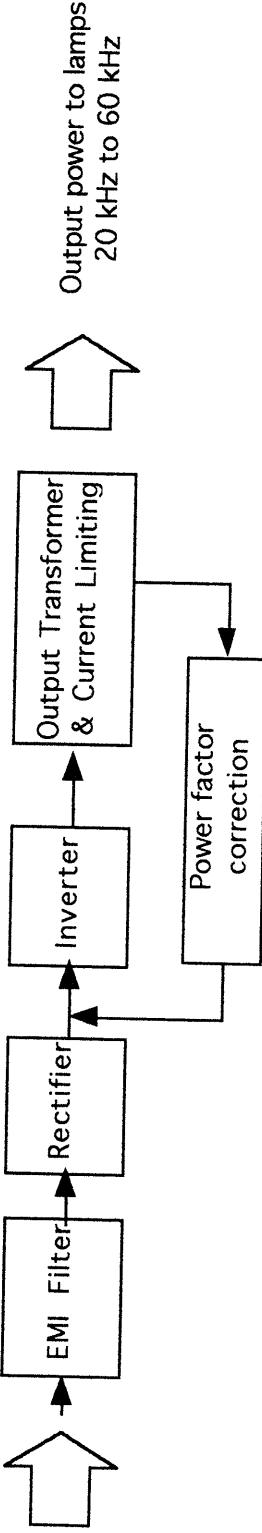 EMI Filter
Rectifier
Inverter
Output Transformer
& Current Limiting
Output power to lamps
20 kHz to 60 kHz
Power factor
correction